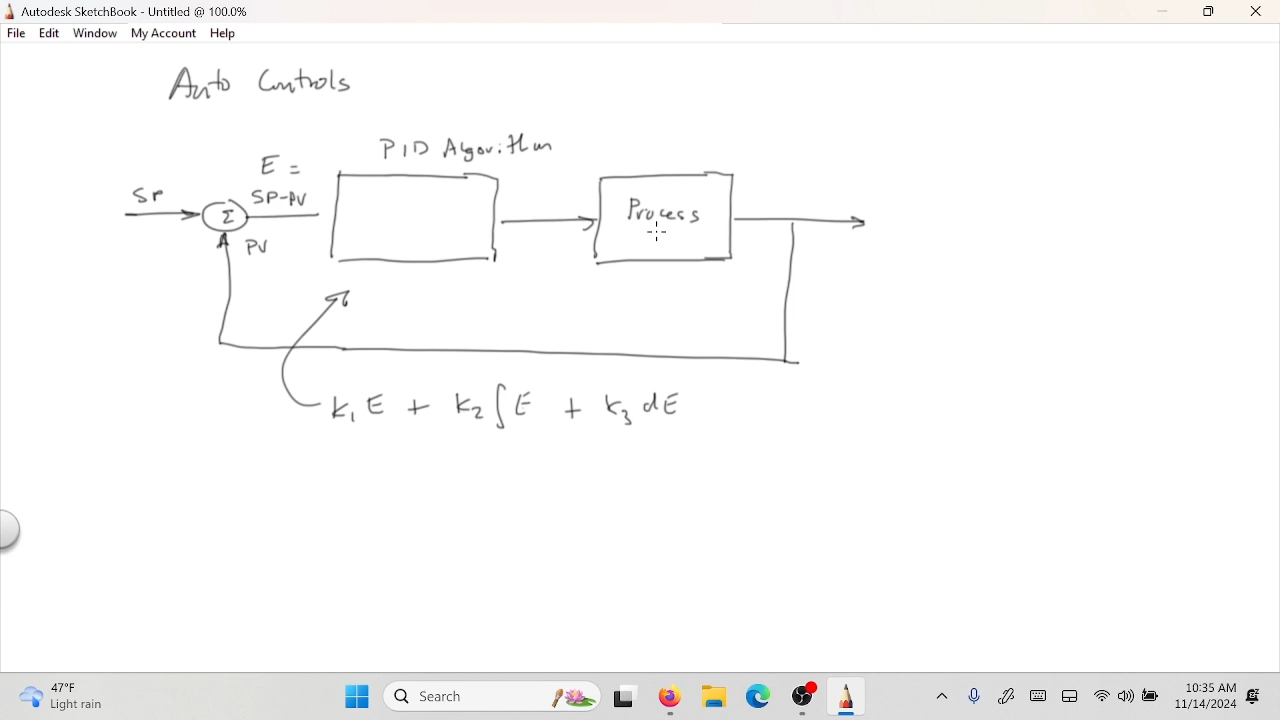 Autodesk SketchBook - Untitled @ 100.0%
File Edit Window My Account Help
Auto Controls
PID Algorithm
E =
SP
SP-PV
Σ
PV
Process
K₁ E + K₂ ∫E + K₃ dE
47°F
Light rain
Search
10:35 AM
11/4/2024